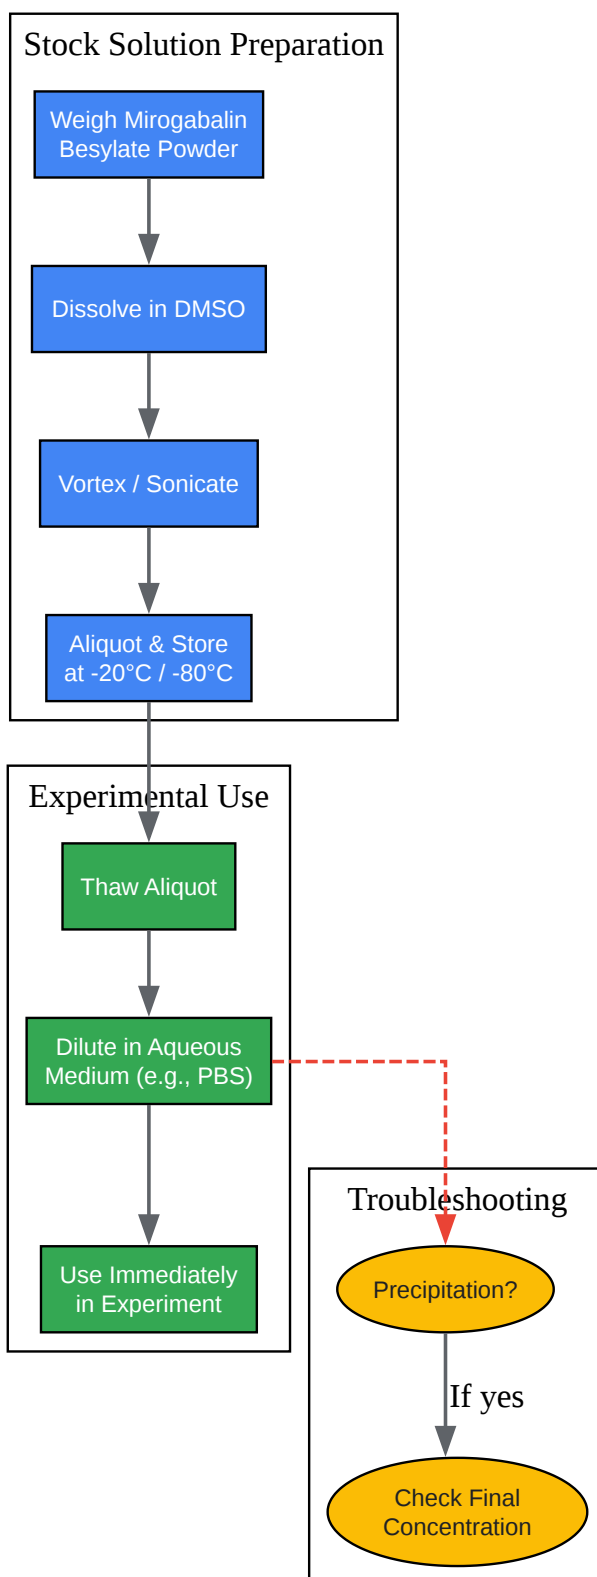 Stock Solution Preparation
Weigh Mirogabalin
Besylate Powder
Dissolve in DMSO
Vortex / Sonicate
Aliquot & Store
at -20°C / -80°C
Experimental Use
Thaw Aliquot
Dilute in Aqueous
Medium (e.g., PBS)
Use Immediately
in Experiment
Troubleshooting
Precipitation?
If yes
Check Final
Concentration